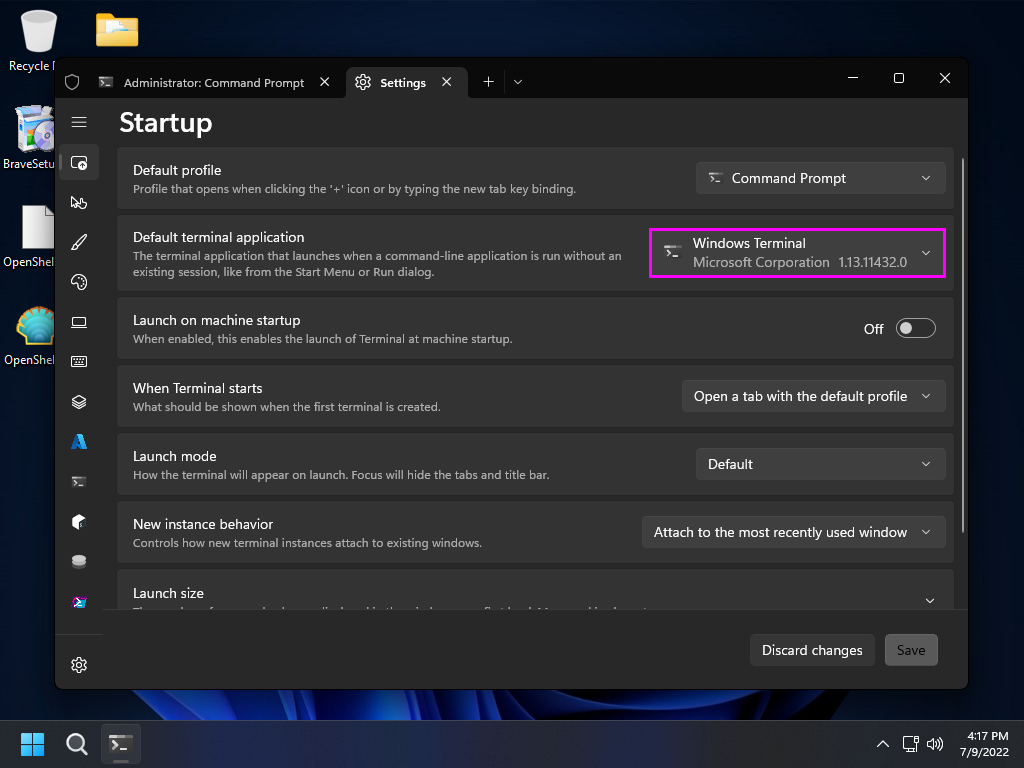 Recycle
BraveSetu
OpenShel
OpenShel
Administrator: Command Prompt
Settings
Startup
Default profile
Profile that opens when clicking the '+' icon or by typing the new tab key binding.
Command Prompt
Default terminal application
The terminal application that launches when a command-line application is run without an
existing session, like from the Start Menu or Run dialog.
Windows Terminal
Microsoft Corporation 1.13.11432.0
Launch on machine startup
When enabled, this enables the launch of Terminal at machine startup.
Off
When Terminal starts
What should be shown when the first terminal is created.
Open a tab with the default profile
Launch mode
How the terminal will appear on launch. Focus will hide the tabs and title bar.
Default
New instance behavior
Controls how new terminal instances attach to existing windows.
Attach to the most recently used window
Launch size
Discard changes
Save
4:17 PM
7/9/2022